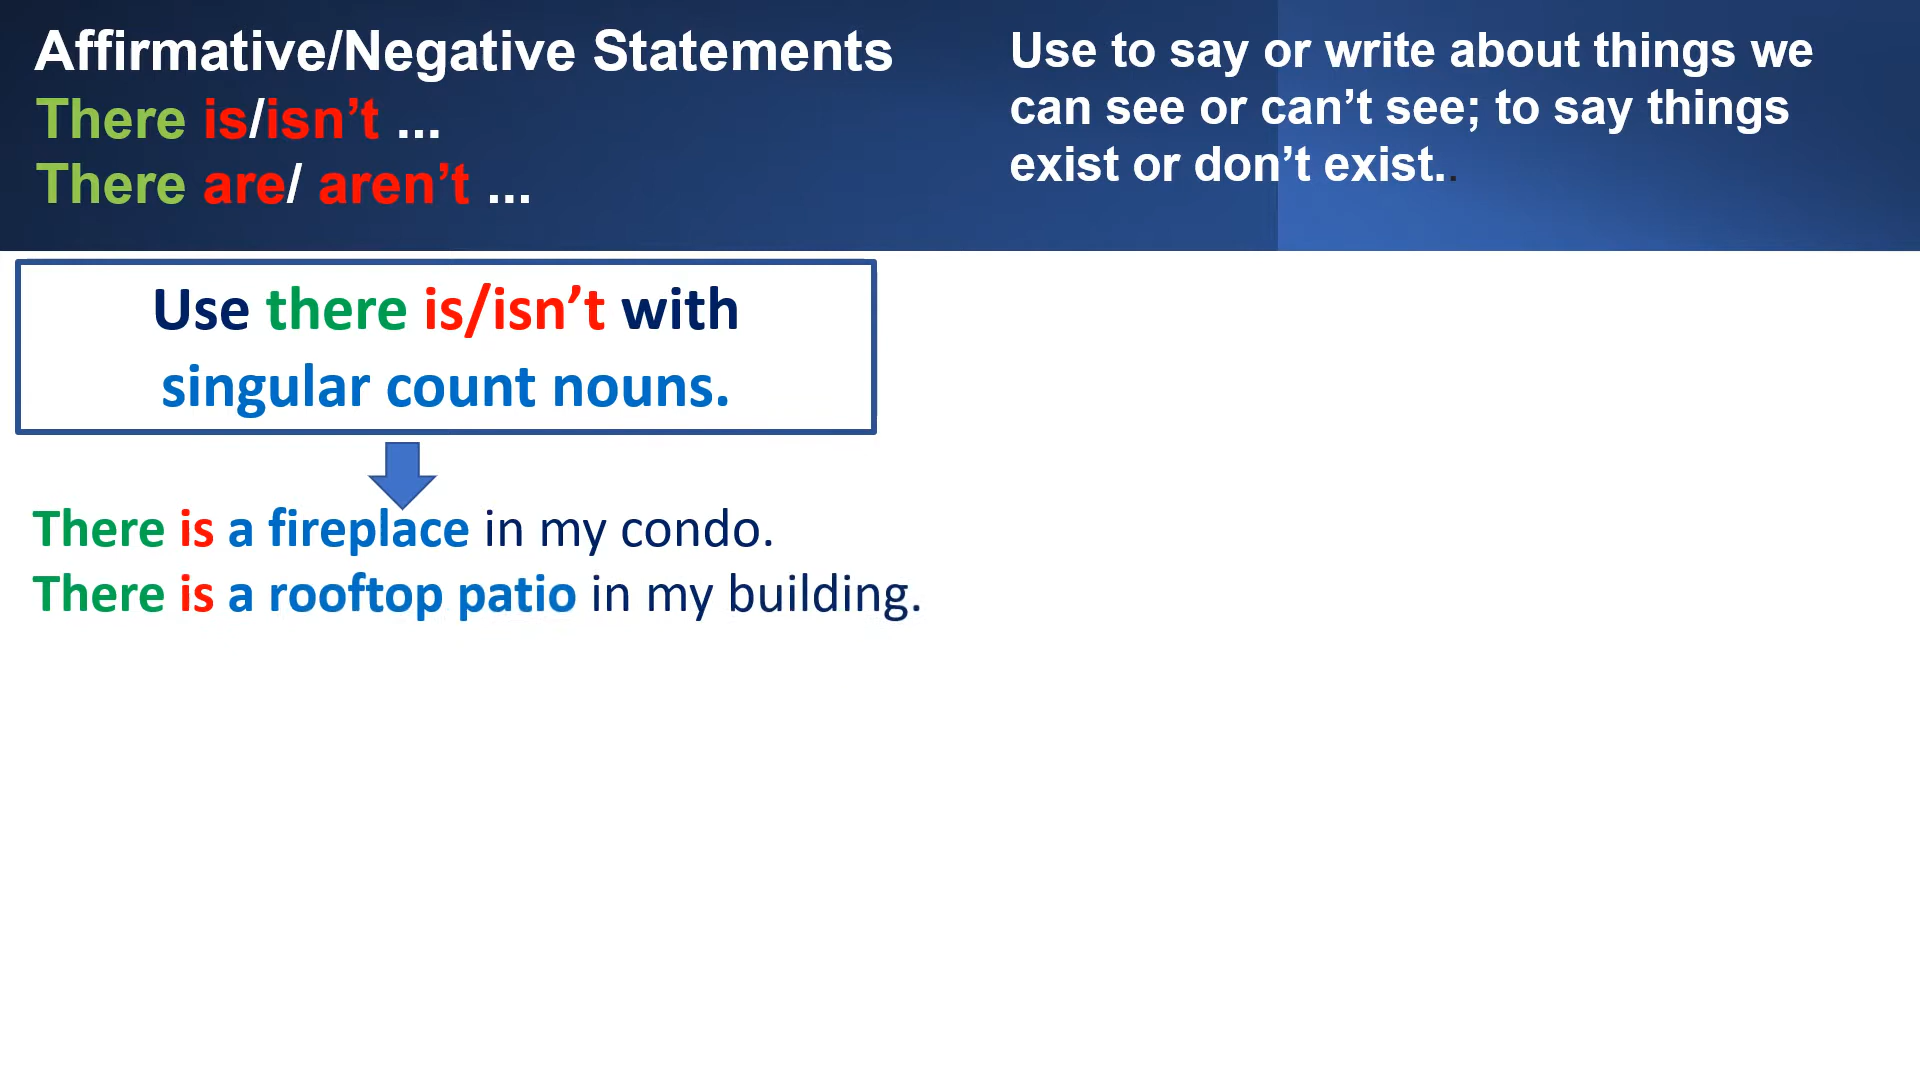 Affirmative/Negative Statements
There is/isn’t ...
There are/ aren’t ...
Use to say or write about things we
can see or can’t see; to say things
exist or don’t exist..
Use there is/isn’t with
singular count nouns.
There is a fireplace in my condo.
There is a rooftop patio in my building.